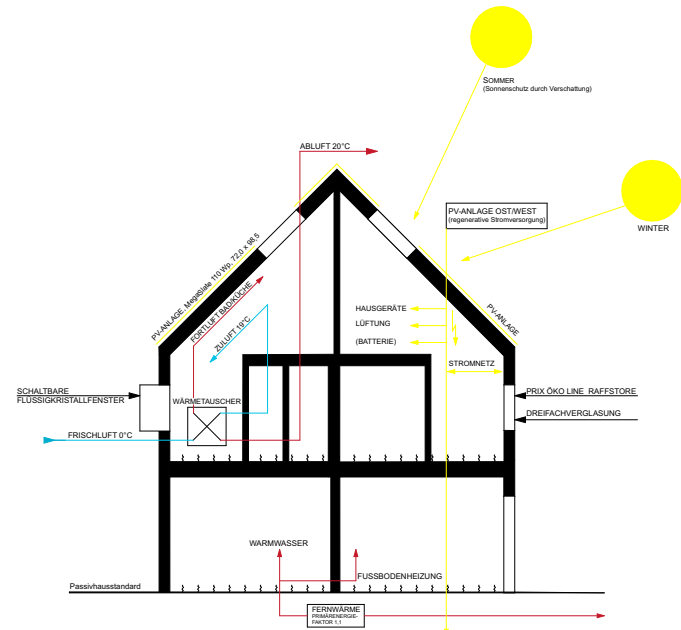 SOMMER
(Sonnenschutz durch Verschattung)
ABLUFT 20°C
PV-ANLAGE OST/WEST
(regenerative Stromversorgung)
WINTER
PV-ANLAGE, MegaSlate 110 Wp, 72,0 x 98,5
FORTLUFT BAD/KÜCHE
ZULUFT 19°C
HAUSGERÄTE
LÜFTUNG
(BATTERIE)
PV-ANLAGE
STROMNETZ
SCHALTBARE
FLÜSSIGKRISTALLFENSTER
WÄRMETAUSCHER
PRIX ÖKO LINE RAFFSTORE
DREIFACHVERGLASUNG
FRISCHLUFT 0°C
WARMWASSER
FUSSBODENHEIZUNG
Passivhausstandard
FERNWÄRME
PRIMÄRENERGIE-
FAKTOR 1,1